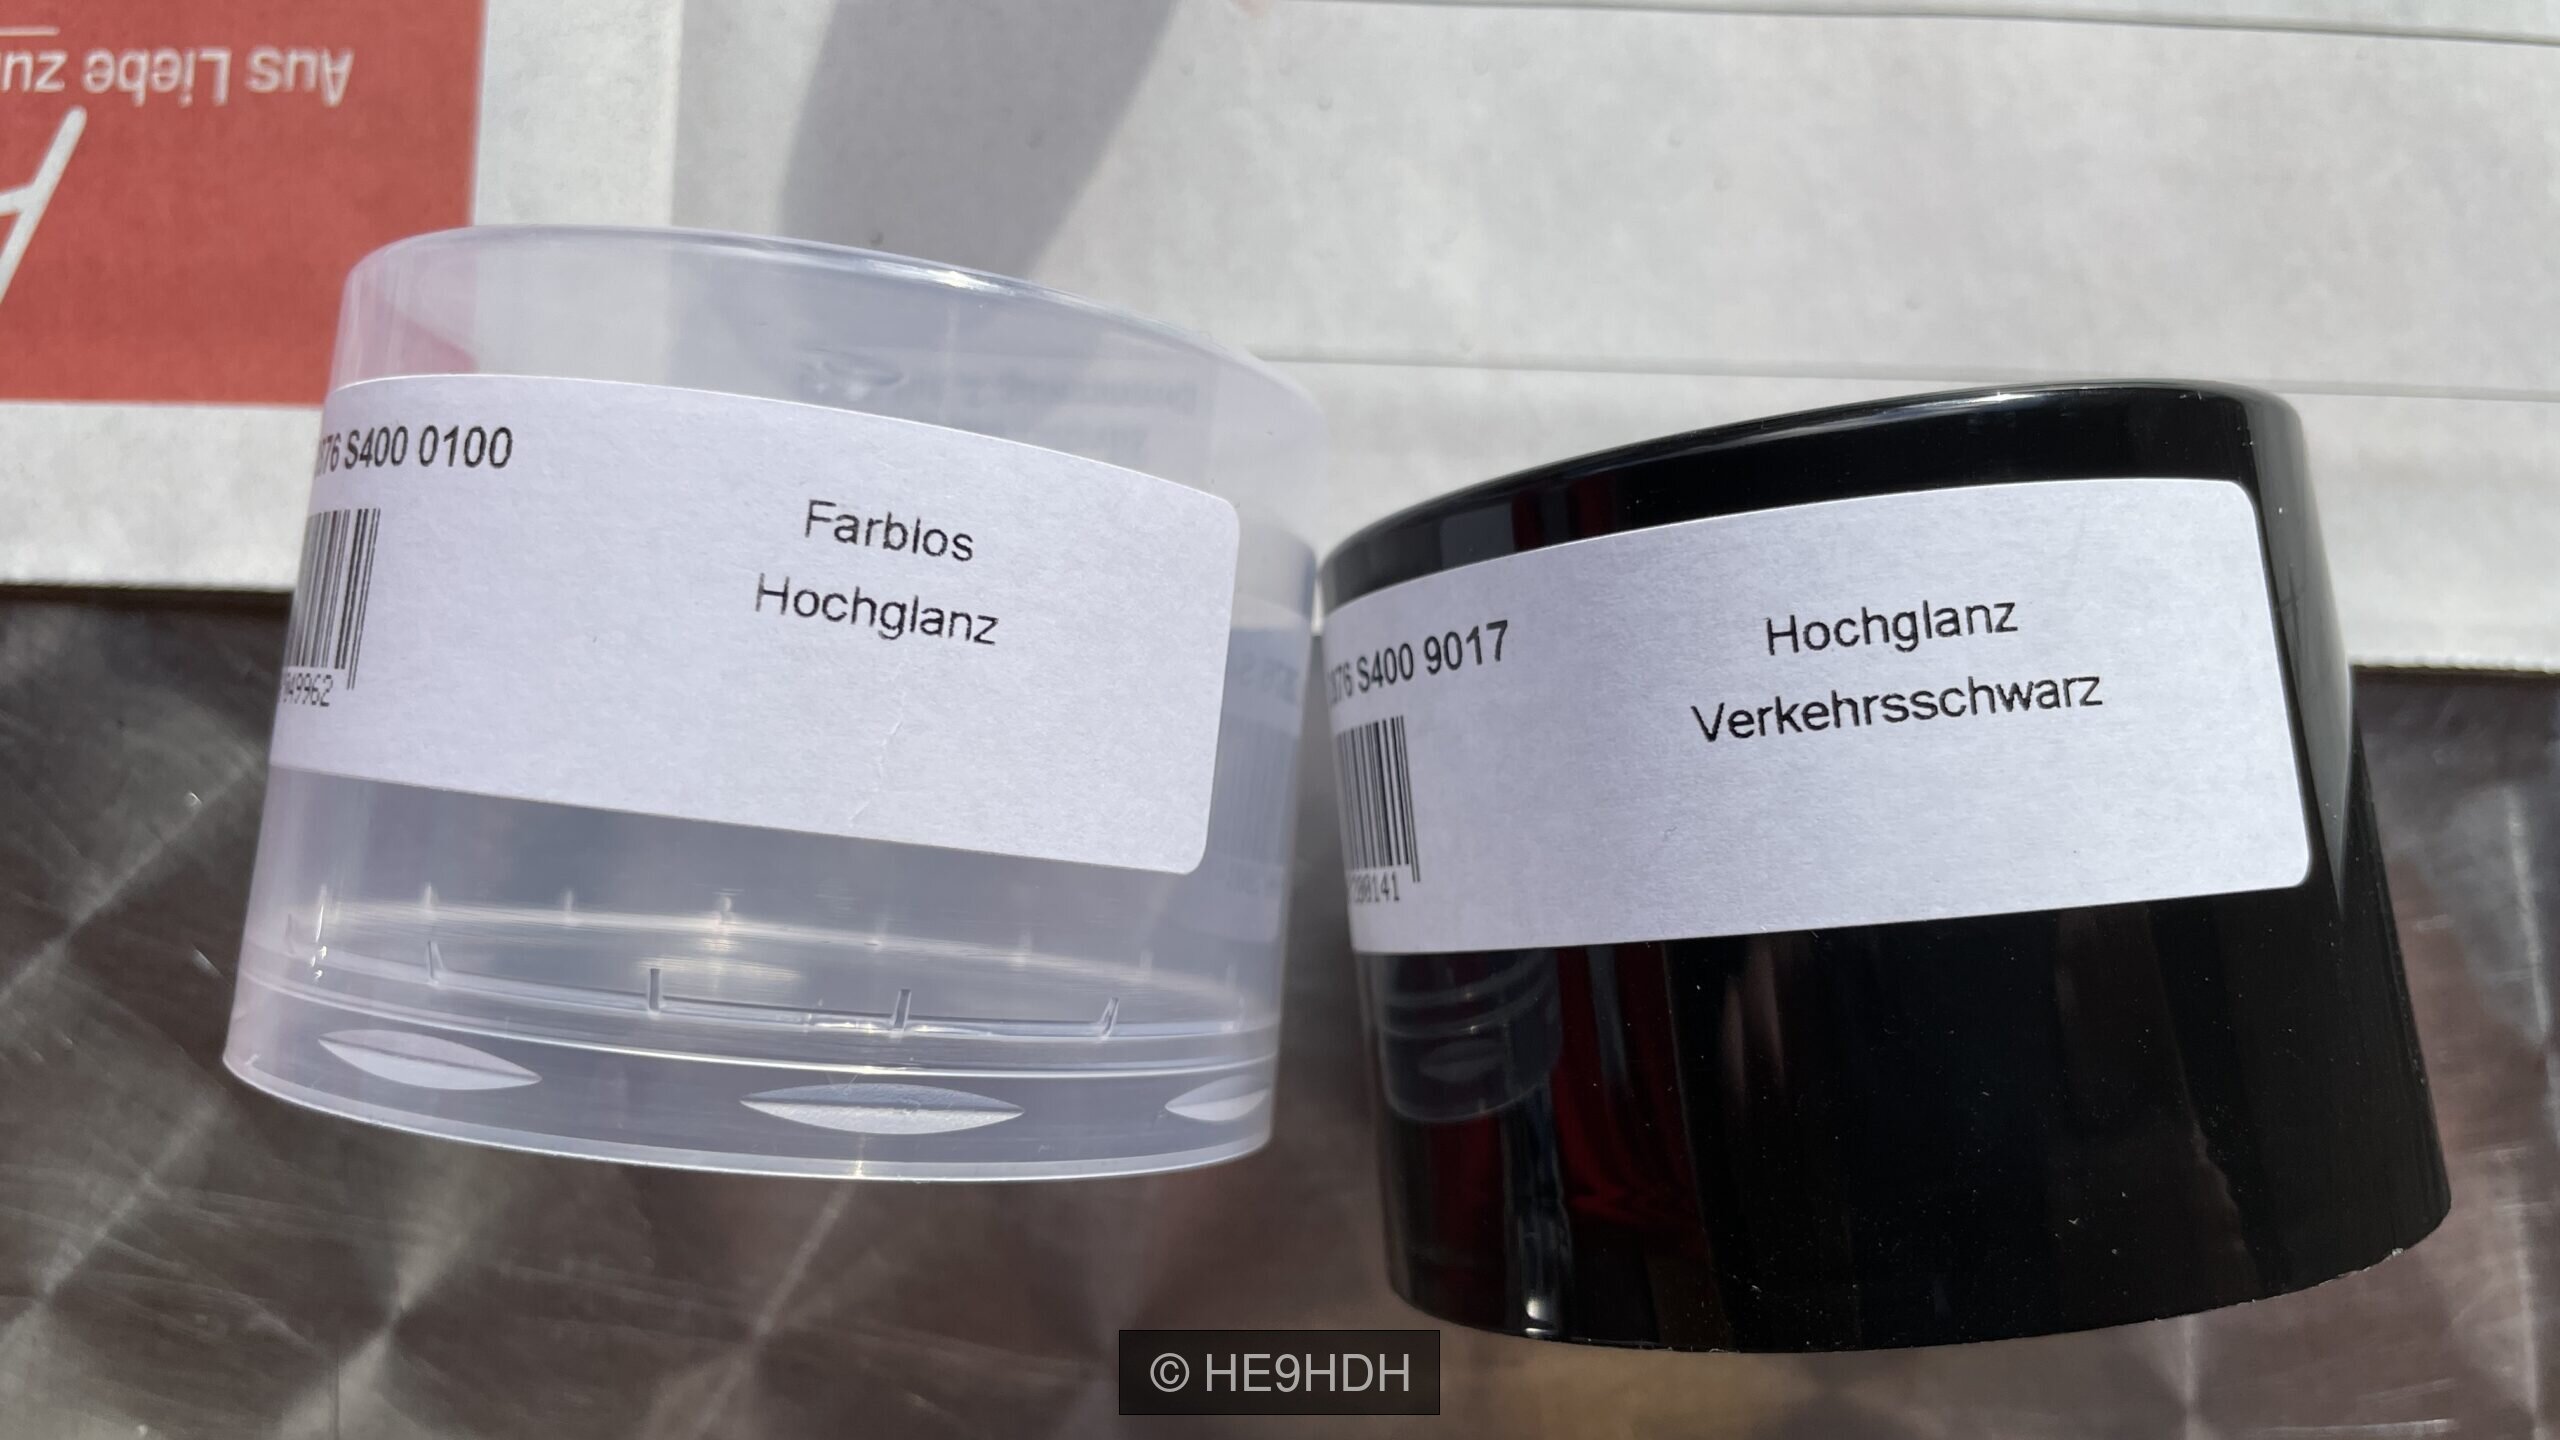 Aus Liebe zu
S400 0100
Farblos
Hochglanz
S400 9017
Hochglanz
Verkehrsschwarz
© HE9HDH